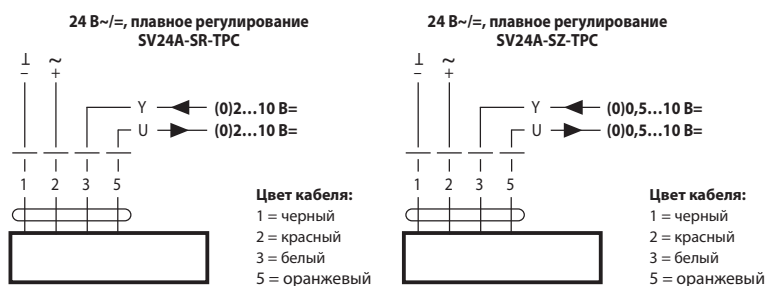 24 В~/=, плавное регулирование
SV24A-SR-TPC
⊥ ~
– +
Y (0)2…10 В=
U (0)2…10 В=
1 2 3 5
Цвет кабеля:
1 = черный
2 = красный
3 = белый
5 = оранжевый
24 В~/=, плавное регулирование
SV24A-SZ-TPC
⊥ ~
– +
Y (0)0,5…10 В=
U (0)0,5…10 В=
1 2 3 5
Цвет кабеля:
1 = черный
2 = красный
3 = белый
5 = оранжевый